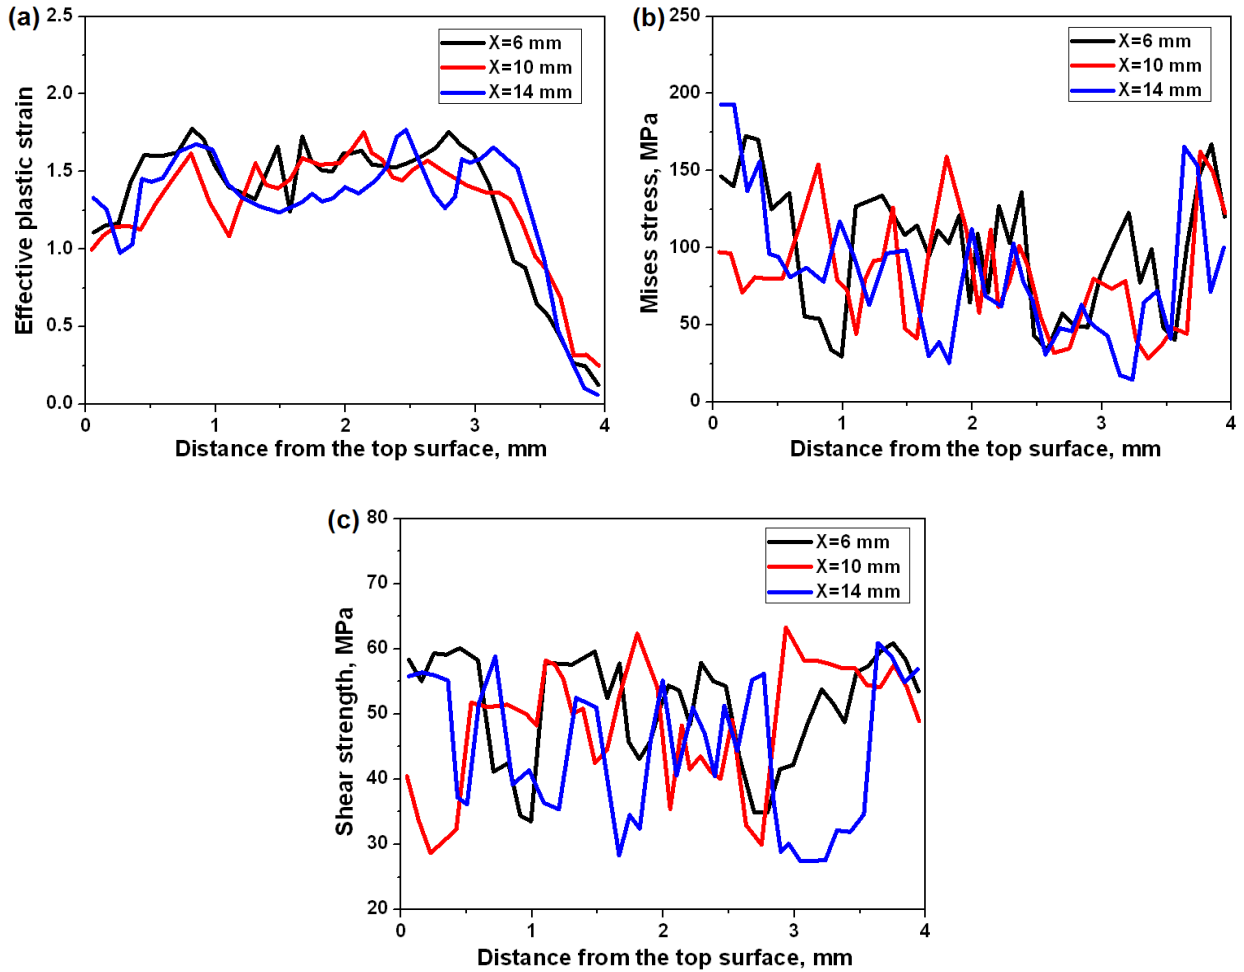 (a)
2.5
2.0
1.5
1.0
0.5
0.0
Effective plastic strain
X=6 mm
X=10 mm
X=14 mm
0 1 2 3 4
Distance from the top surface, mm
(b)
250
200
150
100
50
0
Mises stress, MPa
X=6 mm
X=10 mm
X=14 mm
0 1 2 3 4
Distance from the top surface, mm
(c)
80
70
60
50
40
30
20
Shear strength, MPa
X=6 mm
X=10 mm
X=14 mm
0 1 2 3 4
Distance from the top surface, mm